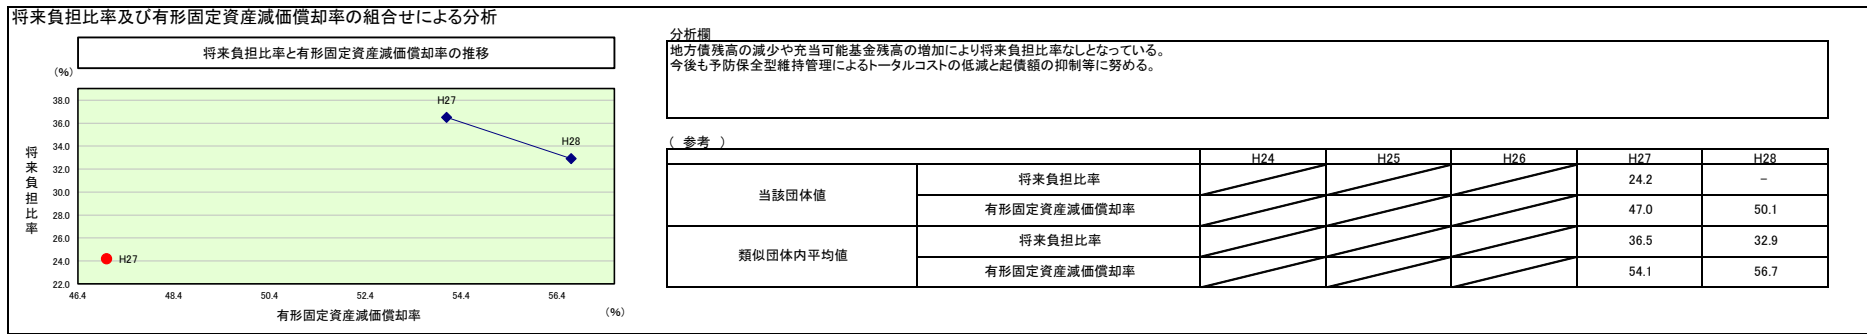 将来負担比率及び有形固定資産減価償却率の組合せによる分析
将来負担比率と有形固定資産減価償却率の推移
(%)
38.0
36.0
34.0
32.0
30.0
28.0
26.0
24.0
22.0
将来負担比率
H27
H28
H27
46.4 48.4 50.4 52.4 54.4 56.4
有形固定資産減価償却率
(%)
分析欄
地方債残高の減少や充当可能基金残高の増加により将来負担比率なしとなっている。
今後も予防保全型維持管理によるトータルコストの低減と起債額の抑制等に努める。
( 参考 )
H24 H25 H26 H27 H28
当該団体値
将来負担比率 24.2 -
有形固定資産減価償却率 47.0 50.1
類似団体内平均値
将来負担比率 36.5 32.9
有形固定資産減価償却率 54.1 56.7